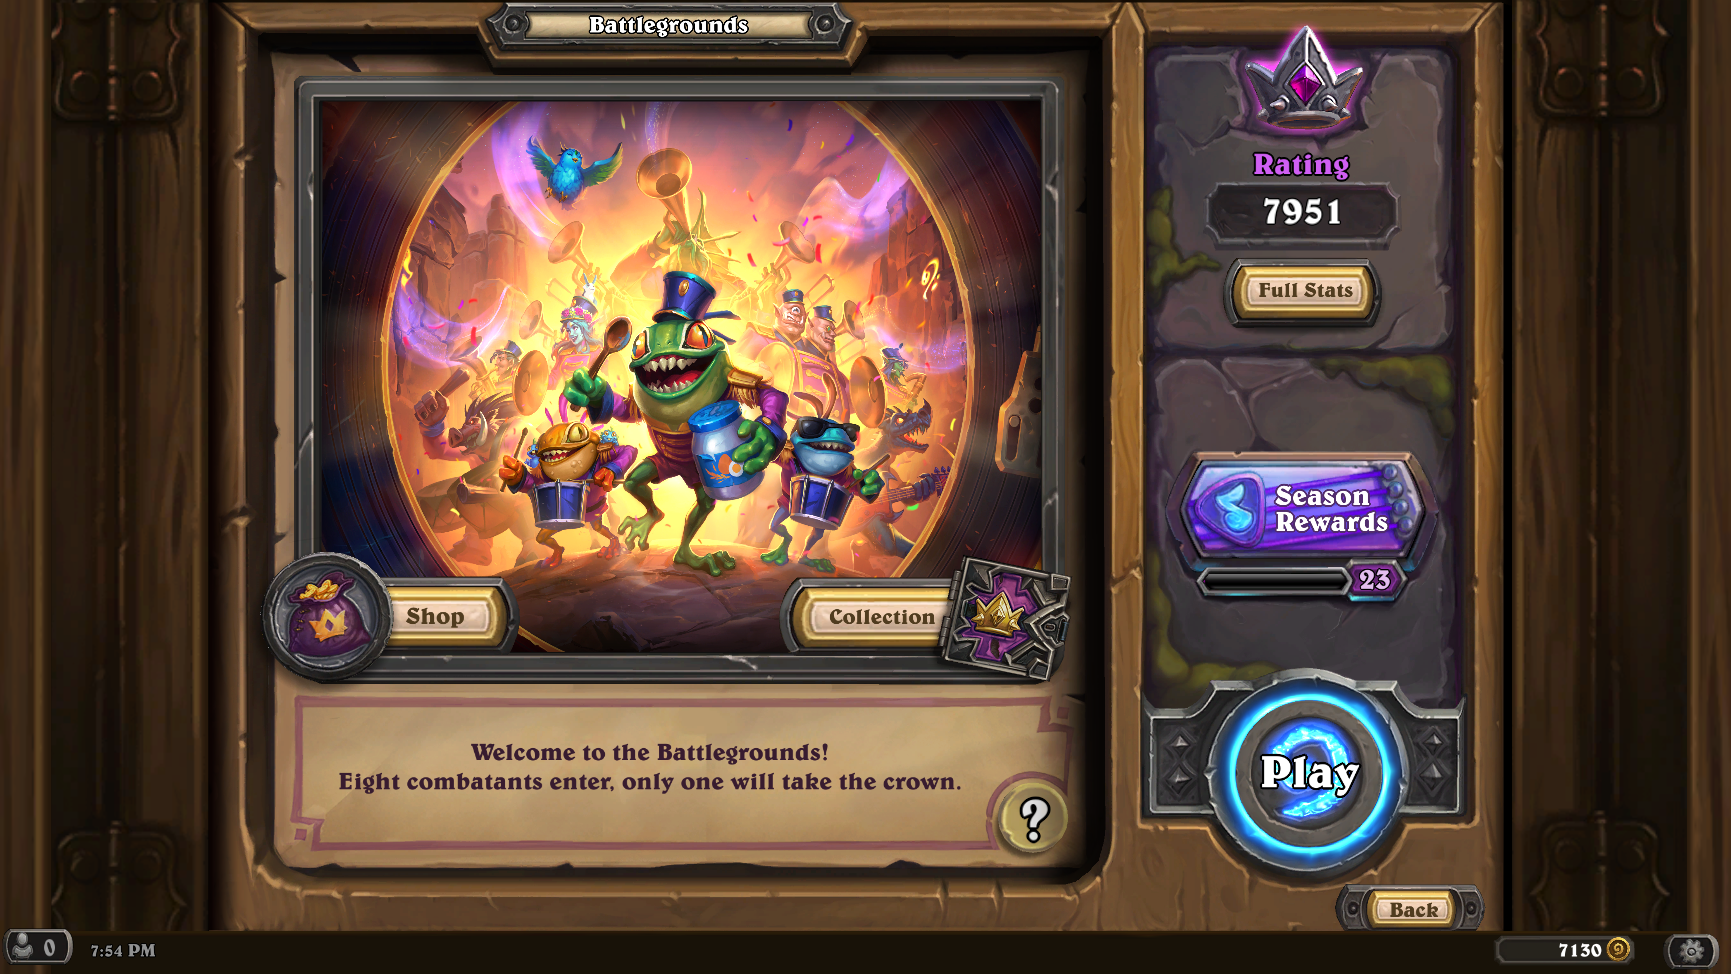 Battlegrounds
Rating
7951
Full Stats
Season
Rewards
23
Shop
Collection
Welcome to the Battlegrounds!
Eight combatants enter, only one will take the crown.
?
Play
Back
0
7:54 PM
7130